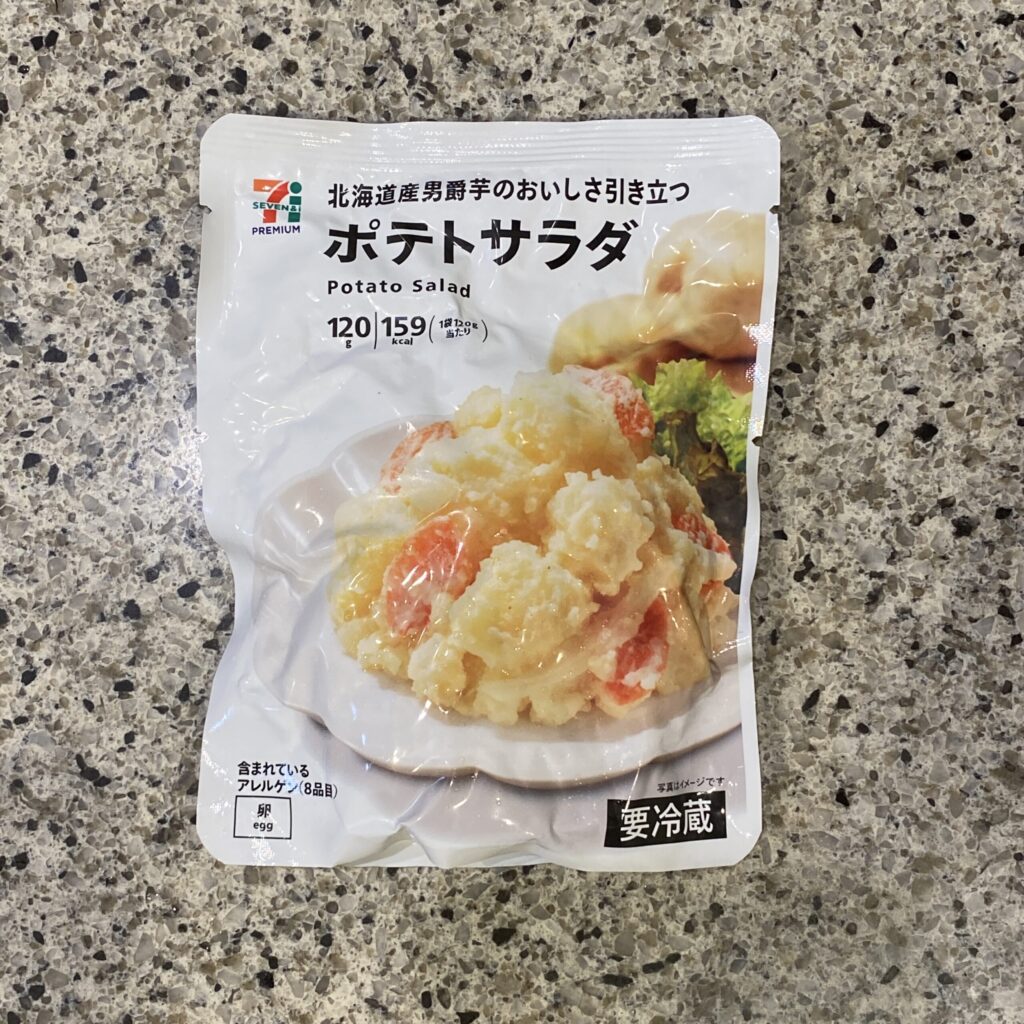 SEVEN&i
PREMIUM
北海道産男爵芋のおいしさ引き立つ
ポテトサラダ
Potato Salad
120g 159kcal (1袋120g当たり)
含まれている
アレルゲン(8品目)
卵
egg
写真はイメージです
要冷蔵